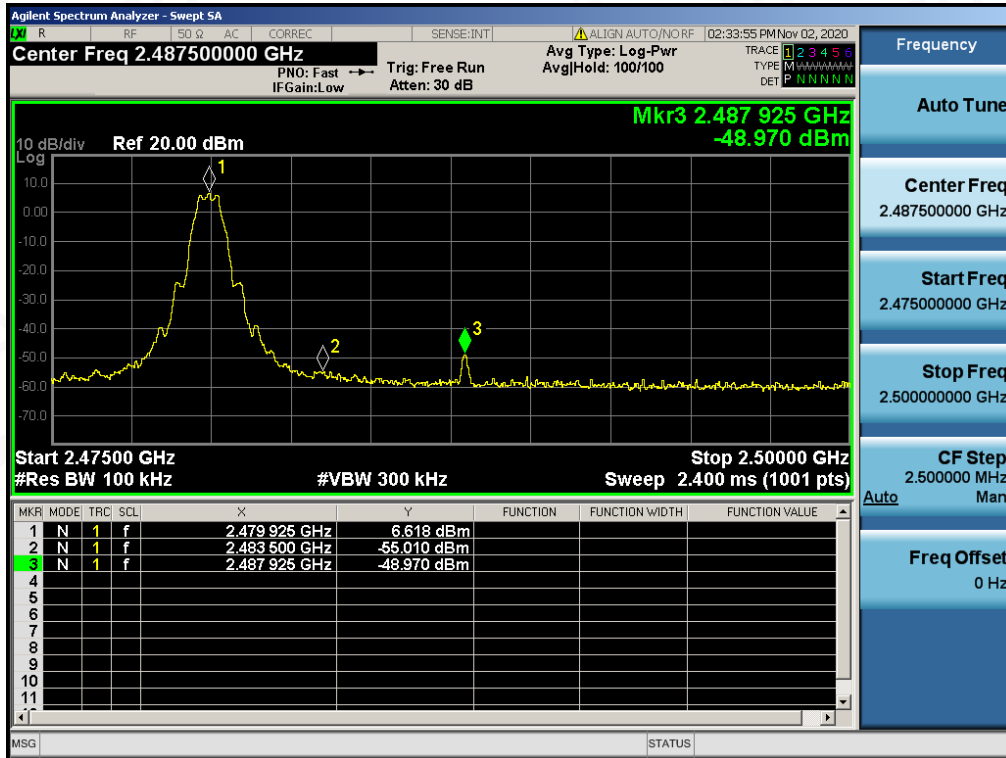 Agilent Spectrum Analyzer - Swept SA
LXI R RF 50 Ω AC CORREC SENSE:INT ALIGN AUTO/NO RF 02:33:55 PM Nov 02, 2020
Center Freq 2.487500000 GHz
PNO: Fast
IFGain:Low
Trig: Free Run
Atten: 30 dB
Avg Type: Log-Pwr
Avg|Hold: 100/100
TRACE 1 2 3 4 5 6
TYPE M
DET P N N N N N
Mkr3 2.487 925 GHz
-48.970 dBm
10 dB/div Ref 20.00 dBm
Log
10.0
0.00
-10.0
-20.0
-30.0
-40.0
-50.0
-60.0
-70.0
1
2
3
Start 2.47500 GHz Stop 2.50000 GHz
#Res BW 100 kHz #VBW 300 kHz Sweep 2.400 ms (1001 pts)
MKR MODE TRC SCL X Y FUNCTION FUNCTION WIDTH FUNCTION VALUE
1 N 1 f 2.479 925 GHz 6.618 dBm
2 N 1 f 2.483 500 GHz -55.010 dBm
3 N 1 f 2.487 925 GHz -48.970 dBm
4
5
6
7
8
9
10
11
MSG STATUS
Frequency
Auto Tune
Center Freq
2.487500000 GHz
Start Freq
2.475000000 GHz
Stop Freq
2.500000000 GHz
CF Step
2.500000 MHz
Auto Man
Freq Offset
0 Hz